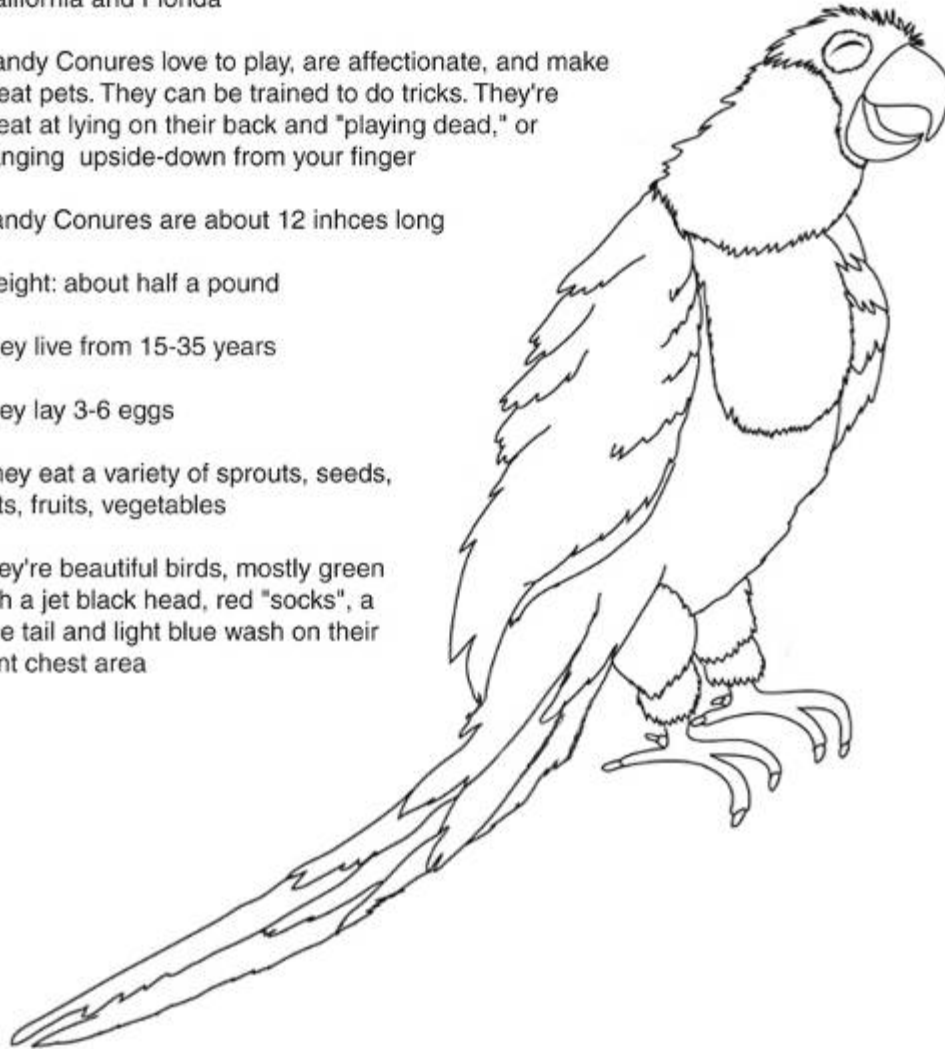 alifornia and Florida
andy Conures love to play, are affectionate, and make
eat pets. They can be trained to do tricks. They're
eat at lying on their back and "playing dead," or
anging upside-down from your finger
andy Conures are about 12 inhces long
eight: about half a pound
ey live from 15-35 years
ey lay 3-6 eggs
hey eat a variety of sprouts, seeds,
ts, fruits, vegetables
ey're beautiful birds, mostly green
h a jet black head, red "socks", a
e tail and light blue wash on their
nt chest area